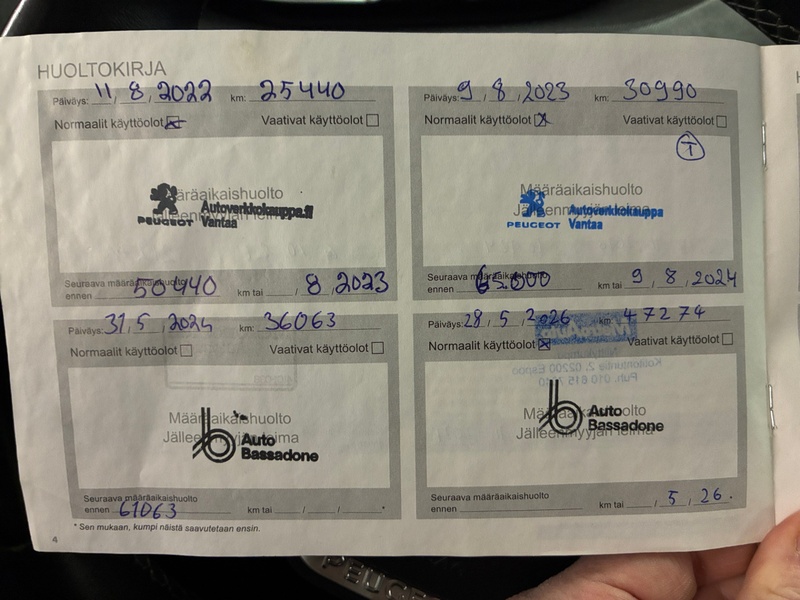 HUOLTOKIRJA
Päiväys: 11 / 8 / 2022 km: 25440
Normaalit käyttöolot Vaativat käyttöolot
Määräaikaishuolto
Jälleenmyyjän leima
PEUGEOT Autoverkkokauppa.fi
Vantaa
Seuraava määräaikaishuolto
ennen 50440 km tai / 8 / 2023
Päiväys: 9 / 8 / 2023 km: 30990
Normaalit käyttöolot Vaativat käyttöolot
T
Määräaikaishuolto
Jälleenmyyjän leima
PEUGEOT Autoverkkokauppa
Vantaa
Seuraava määräaikaishuolto
ennen km tai 9 / 8 / 2024
Päiväys: 31 / 5 / 2024 km: 36063
Normaalit käyttöolot Vaativat käyttöolot
Määräaikaishuolto
Jälleenmyyjän leima
Auto
Bassadone
Seuraava määräaikaishuolto
ennen 61063 km tai / / *
Päiväys: 28 / 5 / km: 47274
Normaalit käyttöolot Vaativat käyttöolot
Puh. 010 615
Määräaikaishuolto
Jälleenmyyjän leima
Auto
Bassadone
Seuraava määräaikaishuolto
ennen km tai / 5 / 26.
* Sen mukaan, kumpi näistä saavutetaan ensin.
4
PEUGE